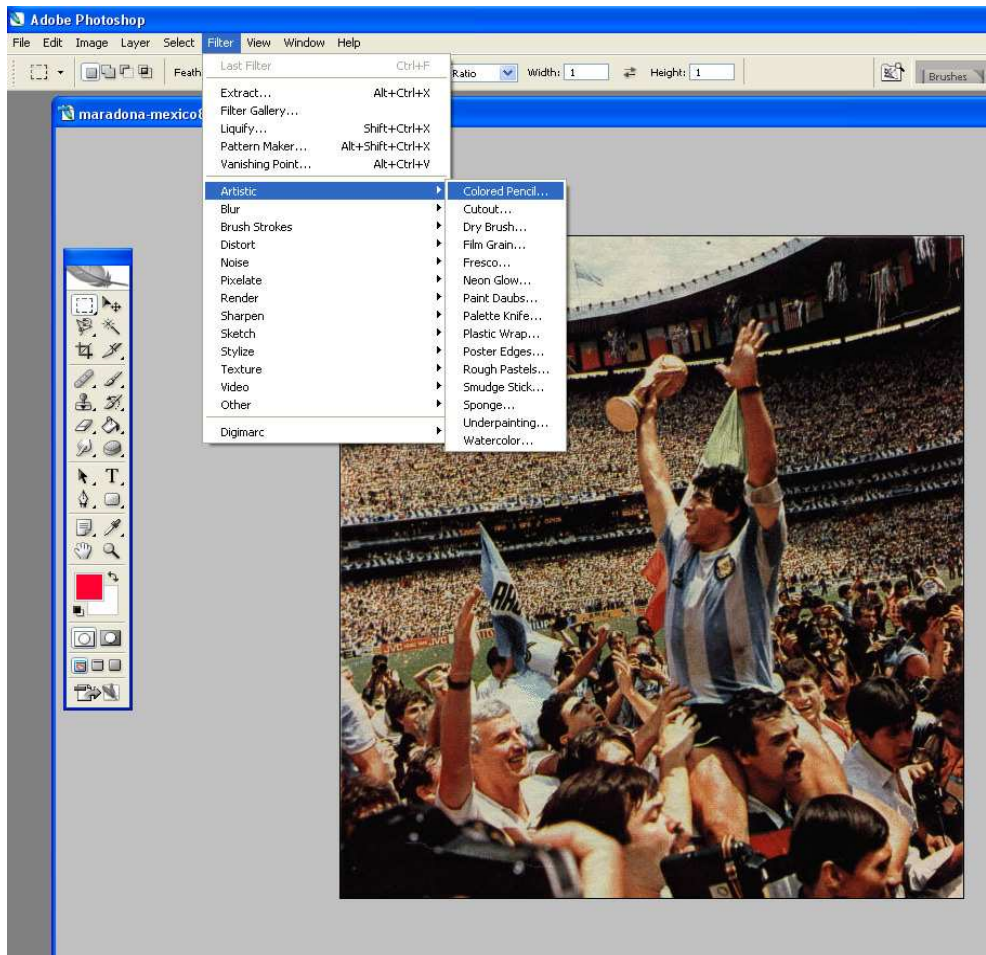 Adobe Photoshop
File Edit Image Layer Select Filter View Window Help
Feath Ratio Width: 1 Height: 1 Brushes
maradona-mexico8
Last Filter Ctrl+F
Extract... Alt+Ctrl+X
Filter Gallery...
Liquify... Shift+Ctrl+X
Pattern Maker... Alt+Shift+Ctrl+X
Vanishing Point... Alt+Ctrl+V
Artistic
Blur
Brush Strokes
Distort
Noise
Pixelate
Render
Sharpen
Sketch
Stylize
Texture
Video
Other
Digimarc
Colored Pencil...
Cutout...
Dry Brush...
Film Grain...
Fresco...
Neon Glow...
Paint Daubs...
Palette Knife...
Plastic Wrap...
Poster Edges...
Rough Pastels...
Smudge Stick...
Sponge...
Underpainting...
Watercolor...
T
JVC